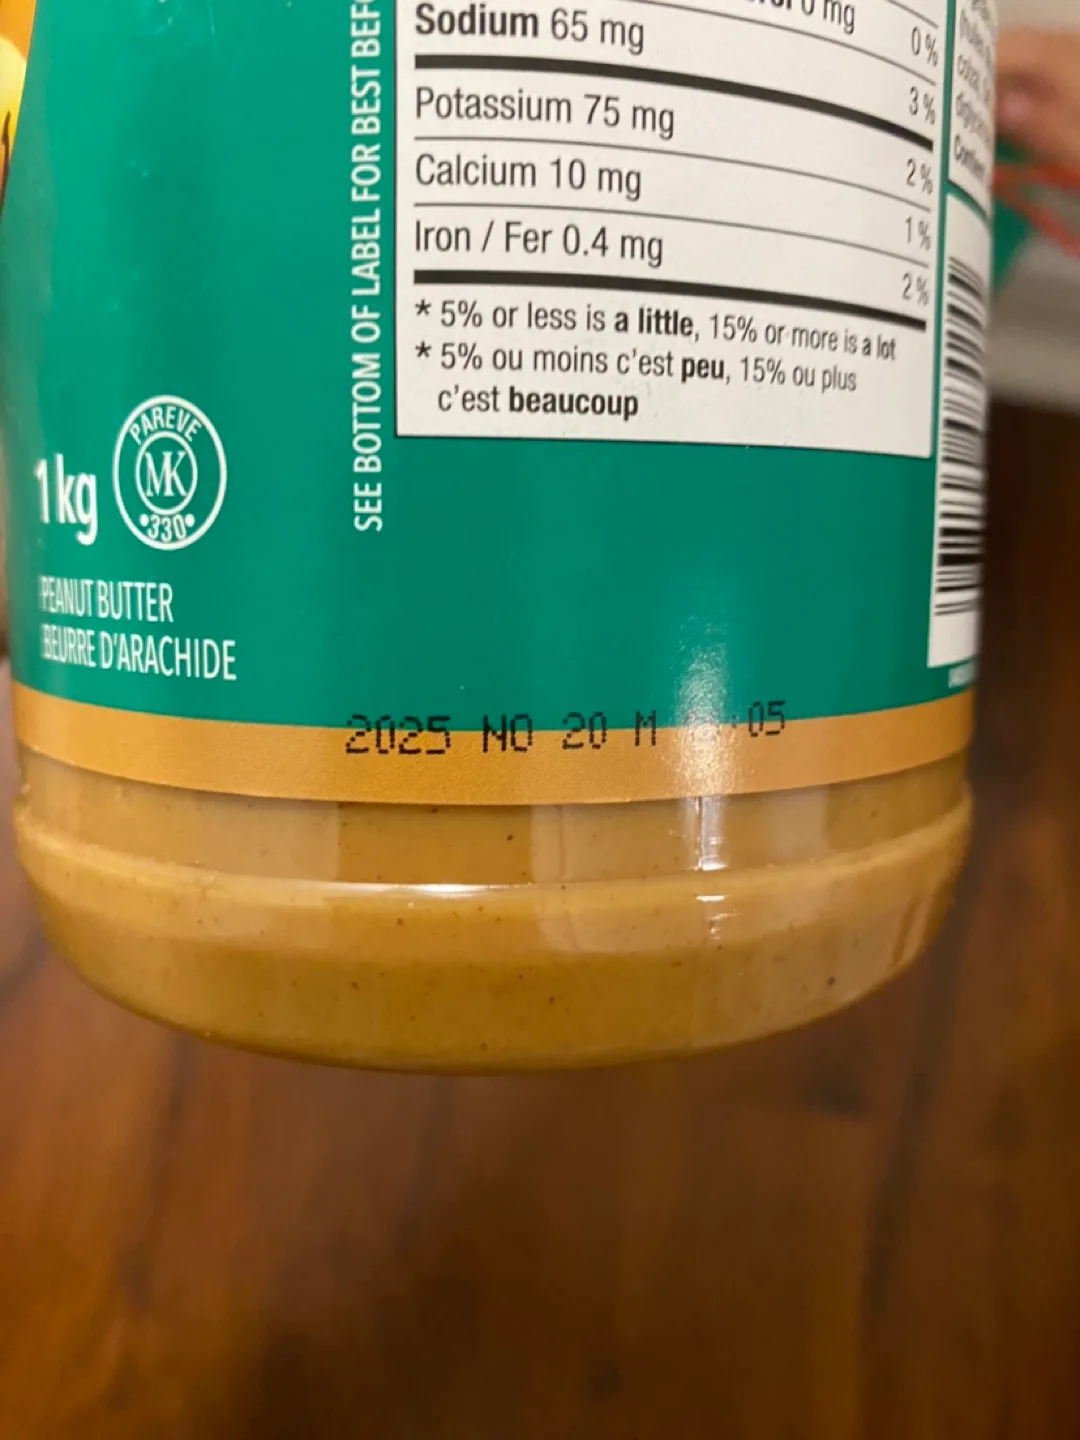 0 mg
0 %
Sodium 65 mg
3 %
Potassium 75 mg
2 %
Calcium 10 mg
1 %
Iron / Fer 0.4 mg
2 %
* 5% or less is a little, 15% or more is a lot
* 5% ou moins c'est peu, 15% ou plus
c'est beaucoup
SEE BOTTOM OF LABEL FOR BEST
1 kg
PAREVE
MK
•330•
PEANUT BUTTER
BEURRE D'ARACHIDE
2025 NO 20 M :05